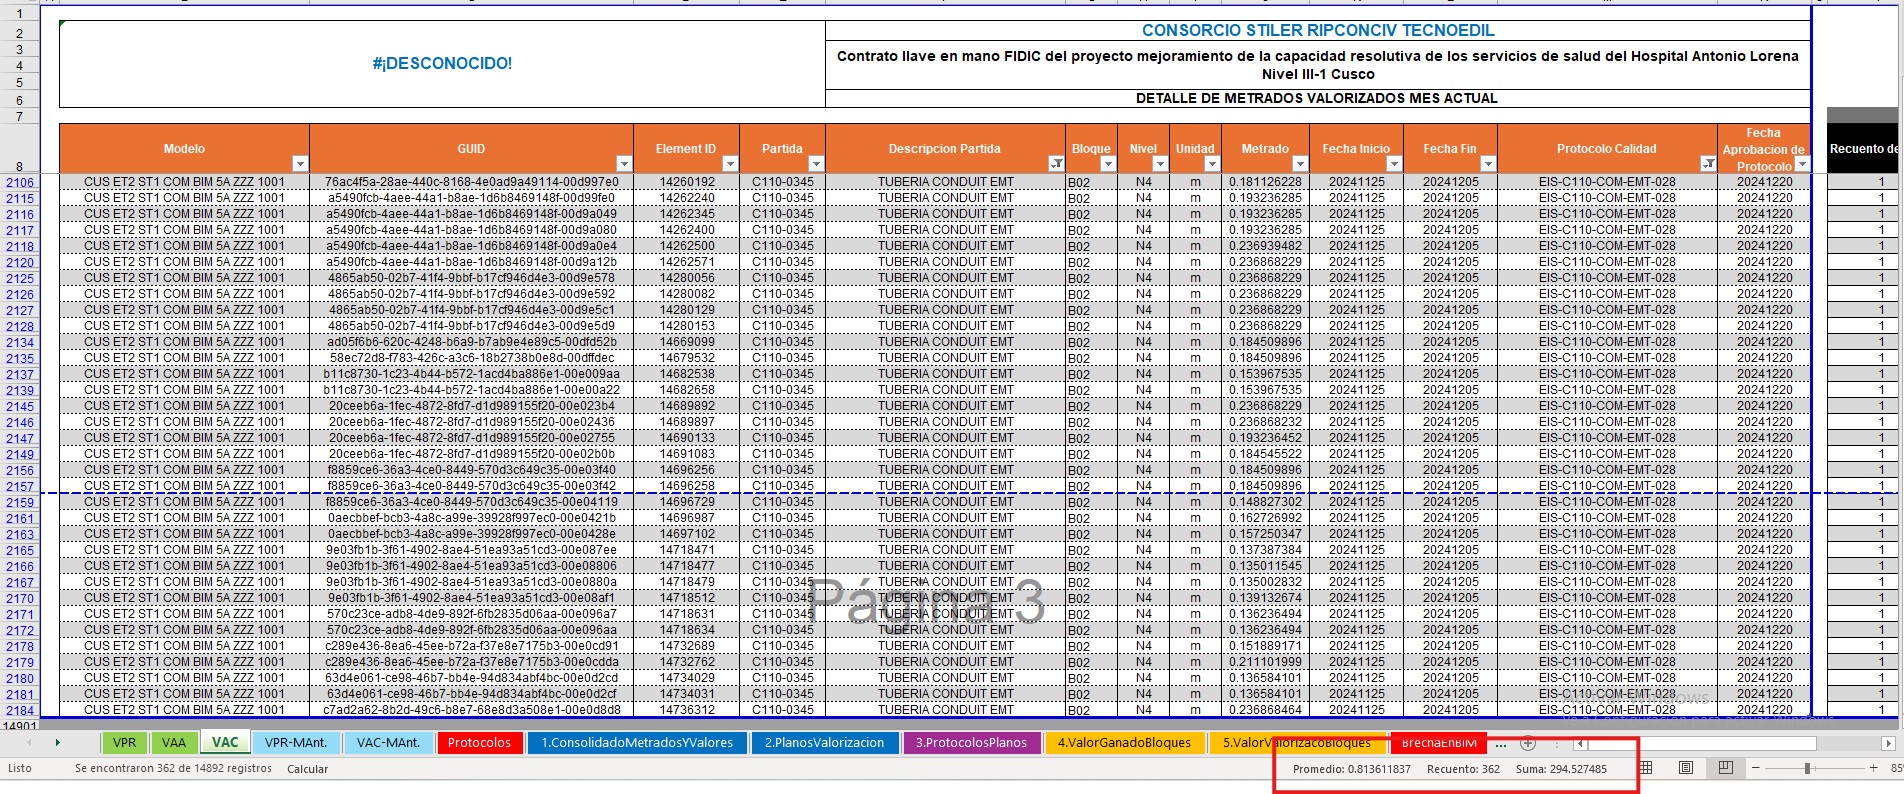 1
2 CONSORCIO STILER RIPCONCIV TECNOEDIL
3
4 #¡DESCONOCIDO! Contrato llave en mano FIDIC del proyecto mejoramiento de la capacidad resolutiva de los servicios de salud del Hospital Antonio Lorena
5 Nivel III-1 Cusco
6 DETALLE DE METRADOS VALORIZADOS MES ACTUAL
7
8 Modelo GUID Element ID Partida Descripcion Partida Bloque Nivel Unidad Metrado Fecha Inicio Fecha Fin Protocolo Calidad Fecha Aprobacion de Protocolo Recuento de
2106 CUS ET2 ST1 COM BIM 5A ZZZ 1001 76ac4f5a-28ae-440c-8168-4e0ad9a49114-00d997e0 14260192 C110-0345 TUBERIA CONDUIT EMT B02 N4 m 0.181126228 20241125 20241205 EIS-C110-COM-EMT-028 20241220 1
2115 CUS ET2 ST1 COM BIM 5A ZZZ 1001 a5490fcb-4aee-44a1-b8ae-1d6b8469148f-00d99fe0 14262240 C110-0345 TUBERIA CONDUIT EMT B02 N4 m 0.193236285 20241125 20241205 EIS-C110-COM-EMT-028 20241220 1
2116 CUS ET2 ST1 COM BIM 5A ZZZ 1001 a5490fcb-4aee-44a1-b8ae-1d6b8469148f-00d9a049 14262345 C110-0345 TUBERIA CONDUIT EMT B02 N4 m 0.193236285 20241125 20241205 EIS-C110-COM-EMT-028 20241220 1
2117 CUS ET2 ST1 COM BIM 5A ZZZ 1001 a5490fcb-4aee-44a1-b8ae-1d6b8469148f-00d9a080 14262400 C110-0345 TUBERIA CONDUIT EMT B02 N4 m 0.193236285 20241125 20241205 EIS-C110-COM-EMT-028 20241220 1
2118 CUS ET2 ST1 COM BIM 5A ZZZ 1001 a5490fcb-4aee-44a1-b8ae-1d6b8469148f-00d9a0e4 14262500 C110-0345 TUBERIA CONDUIT EMT B02 N4 m 0.236939482 20241125 20241205 EIS-C110-COM-EMT-028 20241220 1
2120 CUS ET2 ST1 COM BIM 5A ZZZ 1001 a5490fcb-4aee-44a1-b8ae-1d6b8469148f-00d9a12b 14262571 C110-0345 TUBERIA CONDUIT EMT B02 N4 m 0.236868229 20241125 20241205 EIS-C110-COM-EMT-028 20241220 1
2125 CUS ET2 ST1 COM BIM 5A ZZZ 1001 4865ab50-02b7-41f4-9bbf-b17cf946d4e3-00d9e578 14280056 C110-0345 TUBERIA CONDUIT EMT B02 N4 m 0.236868229 20241125 20241205 EIS-C110-COM-EMT-028 20241220 1
2126 CUS ET2 ST1 COM BIM 5A ZZZ 1001 4865ab50-02b7-41f4-9bbf-b17cf946d4e3-00d9e592 14280082 C110-0345 TUBERIA CONDUIT EMT B02 N4 m 0.236868229 20241125 20241205 EIS-C110-COM-EMT-028 20241220 1
2127 CUS ET2 ST1 COM BIM 5A ZZZ 1001 4865ab50-02b7-41f4-9bbf-b17cf946d4e3-00d9e5c1 14280129 C110-0345 TUBERIA CONDUIT EMT B02 N4 m 0.236868229 20241125 20241205 EIS-C110-COM-EMT-028 20241220 1
2128 CUS ET2 ST1 COM BIM 5A ZZZ 1001 4865ab50-02b7-41f4-9bbf-b17cf946d4e3-00d9e5d9 14280153 C110-0345 TUBERIA CONDUIT EMT B02 N4 m 0.236868229 20241125 20241205 EIS-C110-COM-EMT-028 20241220 1
2134 CUS ET2 ST1 COM BIM 5A ZZZ 1001 ad05f6b6-620c-4248-b6a9-b7ab9e4e89c5-00dfd52b 14669099 C110-0345 TUBERIA CONDUIT EMT B02 N4 m 0.184509896 20241125 20241205 EIS-C110-COM-EMT-028 20241220 1
2135 CUS ET2 ST1 COM BIM 5A ZZZ 1001 58ec72d8-f783-426c-a3c6-18b2738b0e8d-00dffdec 14679532 C110-0345 TUBERIA CONDUIT EMT B02 N4 m 0.184509896 20241125 20241205 EIS-C110-COM-EMT-028 20241220 1
2137 CUS ET2 ST1 COM BIM 5A ZZZ 1001 b11c8730-1c23-4b44-b572-1acd4ba886e1-00e009aa 14682538 C110-0345 TUBERIA CONDUIT EMT B02 N4 m 0.153969535 20241125 20241205 EIS-C110-COM-EMT-028 20241220 1
2139 CUS ET2 ST1 COM BIM 5A ZZZ 1001 b11c8730-1c23-4b44-b572-1acd4ba886e1-00e00a22 14682658 C110-0345 TUBERIA CONDUIT EMT B02 N4 m 0.153969535 20241125 20241205 EIS-C110-COM-EMT-028 20241220 1
2145 CUS ET2 ST1 COM BIM 5A ZZZ 1001 20ceeb6a-1fec-4872-8fd7-d1d989155f20-00e023b4 14689892 C110-0345 TUBERIA CONDUIT EMT B02 N4 m 0.236868229 20241125 20241205 EIS-C110-COM-EMT-028 20241220 1
2146 CUS ET2 ST1 COM BIM 5A ZZZ 1001 20ceeb6a-1fec-4872-8fd7-d1d989155f20-00e02436 14689897 C110-0345 TUBERIA CONDUIT EMT B02 N4 m 0.236868232 20241125 20241205 EIS-C110-COM-EMT-028 20241220 1
2147 CUS ET2 ST1 COM BIM 5A ZZZ 1001 20ceeb6a-1fec-4872-8fd7-d1d989155f20-00e02755 14690133 C110-0345 TUBERIA CONDUIT EMT B02 N4 m 0.193236452 20241125 20241205 EIS-C110-COM-EMT-028 20241220 1
2149 CUS ET2 ST1 COM BIM 5A ZZZ 1001 20ceeb6a-1fec-4872-8fd7-d1d989155f20-00e02b0b 14691083 C110-0345 TUBERIA CONDUIT EMT B02 N4 m 0.184545522 20241125 20241205 EIS-C110-COM-EMT-028 20241220 1
2156 CUS ET2 ST1 COM BIM 5A ZZZ 1001 f8859ce6-36a3-4ce0-8449-570d3c649c35-00e03f40 14696256 C110-0345 TUBERIA CONDUIT EMT B02 N4 m 0.184509896 20241125 20241205 EIS-C110-COM-EMT-028 20241220 1
2157 CUS ET2 ST1 COM BIM 5A ZZZ 1001 f8859ce6-36a3-4ce0-8449-570d3c649c35-00e03f42 14696258 C110-0345 TUBERIA CONDUIT EMT B02 N4 m 0.184509896 20241125 20241205 EIS-C110-COM-EMT-028 20241220 1
2159 CUS ET2 ST1 COM BIM 5A ZZZ 1001 f8859ce6-36a3-4ce0-8449-570d3c649c35-00e04119 14696729 C110-0345 TUBERIA CONDUIT EMT B02 N4 m 0.148827302 20241125 20241205 EIS-C110-COM-EMT-028 20241220 1
2161 CUS ET2 ST1 COM BIM 5A ZZZ 1001 0aecbbef-bcb3-4a8c-a99e-39928f997ec0-00e0421b 14696987 C110-0345 TUBERIA CONDUIT EMT B02 N4 m 0.162726992 20241125 20241205 EIS-C110-COM-EMT-028 20241220 1
2163 CUS ET2 ST1 COM BIM 5A ZZZ 1001 0aecbbef-bcb3-4a8c-a99e-39928f997ec0-00e0428e 14697102 C110-0345 TUBERIA CONDUIT EMT B02 N4 m 0.157250347 20241125 20241205 EIS-C110-COM-EMT-028 20241220 1
2165 CUS ET2 ST1 COM BIM 5A ZZZ 1001 9e03fb1b-3f61-4902-8ae4-51ea93a51cd3-00e087ee 14718471 C110-0345 TUBERIA CONDUIT EMT B02 N4 m 0.137387384 20241125 20241205 EIS-C110-COM-EMT-028 20241220 1
2166 CUS ET2 ST1 COM BIM 5A ZZZ 1001 9e03fb1b-3f61-4902-8ae4-51ea93a51cd3-00e08806 14718477 C110-0345 TUBERIA CONDUIT EMT B02 N4 m 0.135011545 20241125 20241205 EIS-C110-COM-EMT-028 20241220 1
2167 CUS ET2 ST1 COM BIM 5A ZZZ 1001 9e03fb1b-3f61-4902-8ae4-51ea93a51cd3-00e0880a 14718479 C110-0345 TUBERIA CONDUIT EMT B02 N4 m 0.135002832 20241125 20241205 EIS-C110-COM-EMT-028 20241220 1
2170 CUS ET2 ST1 COM BIM 5A ZZZ 1001 9e03fb1b-3f61-4902-8ae4-51ea93a51cd3-00e08af1 14718512 C110-0345 TUBERIA CONDUIT EMT B02 N4 m 0.139132674 20241125 20241205 EIS-C110-COM-EMT-028 20241220 1
Página 3
2171 CUS ET2 ST1 COM BIM 5A ZZZ 1001 570c23ce-adb8-4de9-892f-6fb2835d06aa-00e096a7 14718631 C110-0345 TUBERIA CONDUIT EMT B02 N4 m 0.136236494 20241125 20241205 EIS-C110-COM-EMT-028 20241220 1
2172 CUS ET2 ST1 COM BIM 5A ZZZ 1001 570c23ce-adb8-4de9-892f-6fb2835d06aa-00e096aa 14718634 C110-0345 TUBERIA CONDUIT EMT B02 N4 m 0.136236494 20241125 20241205 EIS-C110-COM-EMT-028 20241220 1
2178 CUS ET2 ST1 COM BIM 5A ZZZ 1001 c289e436-8ea6-45ee-b72a-f37e8e7175b3-00e0cd91 14732689 C110-0345 TUBERIA CONDUIT EMT B02 N4 m 0.151889171 20241125 20241205 EIS-C110-COM-EMT-028 20241220 1
2179 CUS ET2 ST1 COM BIM 5A ZZZ 1001 c289e436-8ea6-45ee-b72a-f37e8e7175b3-00e0cdda 14732762 C110-0345 TUBERIA CONDUIT EMT B02 N4 m 0.211101999 20241125 20241205 EIS-C110-COM-EMT-028 20241220 1
2180 CUS ET2 ST1 COM BIM 5A ZZZ 1001 63d4e061-ce98-46b7-bb4e-94d834abf4bc-00e0d2cd 14734029 C110-0345 TUBERIA CONDUIT EMT B02 N4 m 0.136584101 20241125 20241205 EIS-C110-COM-EMT-028 20241220 1
2181 CUS ET2 ST1 COM BIM 5A ZZZ 1001 63d4e061-ce98-46b7-bb4e-94d834abf4bc-00e0d2cf 14734031 C110-0345 TUBERIA CONDUIT EMT B02 N4 m 0.136584101 20241125 20241205 EIS-C110-COM-EMT-028 20241220 1
2184 CUS ET2 ST1 COM BIM 5A ZZZ 1001 c7ad2a62-8b2d-49c6-b8e7-68e8d3a508e1-00e0d8d8 14736312 C110-0345 TUBERIA CONDUIT EMT B02 N4 m 0.236868464 20241125 20241205 EIS-C110-COM-EMT-028 20241220 1
14901
VPR VAA VAC VPR-MAnt. VAC-MAnt. Protocolos 1.ConsolidadoMetradosYValores 2.PlanosValorizacion 3.ProtocolosPlanos 4.ValorGanadoBloques 5.ValorValorizacoBloques BrechaEnBIM ...
Listo Se encontraron 362 de 14892 registros Calcular Promedio: 0.813611837 Recuento: 362 Suma: 294.527485 85